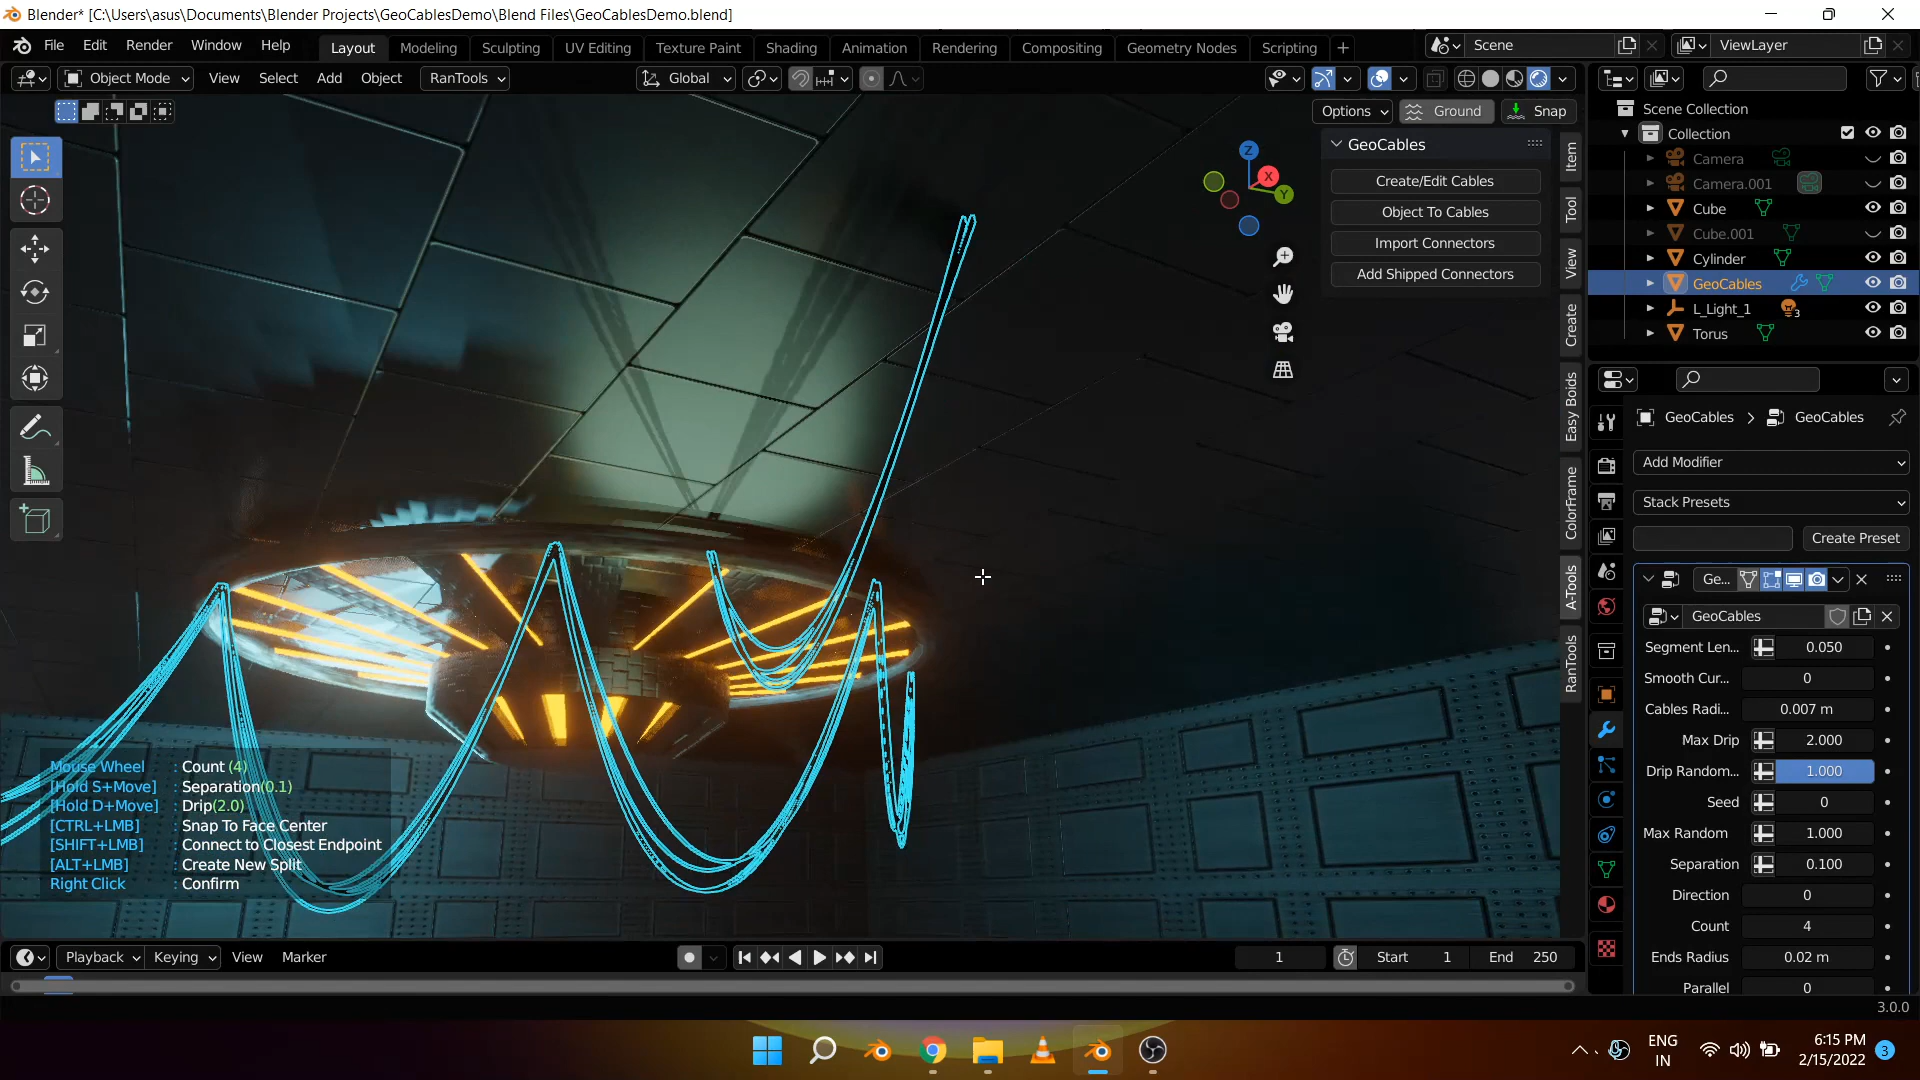 Blender* [C:\Users\asus\Documents\Blender Projects\GeoCablesDemo\Blend Files\GeoCablesDemo.blend]
File Edit Render Window Help Layout Modeling Sculpting UV Editing Texture Paint Shading Animation Rendering Compositing Geometry Nodes Scripting + Scene ViewLayer
Object Mode View Select Add Object RanTools Global
Options Ground Snap
GeoCables
Create/Edit Cables
Object To Cables
Import Connectors
Add Shipped Connectors
Z
X
Y
Item
Tool
View
Create
Easy Boids
ColorFrame
A-Tools
RanTools
Scene Collection
Collection
Camera
Camera.001
Cube
Cube.001
Cylinder
GeoCables
L_Light_1 3
Torus
GeoCables > GeoCables
Add Modifier
Stack Presets
Create Preset
Ge...
GeoCables
Segment Len... 0.050
Smooth Cur... 0
Cables Radi... 0.007 m
Max Drip 2.000
Drip Random... 1.000
Seed 0
Max Random 1.000
Separation 0.100
Direction 0
Count 4
Ends Radius 0.02 m
Parallel 0
Mouse Wheel : Count (4)
[Hold S+Move] : Separation(0.1)
[Hold D+Move] : Drip(2.0)
[CTRL+LMB] : Snap To Face Center
[SHIFT+LMB] : Connect to Closest Endpoint
[ALT+LMB] : Create New Split
Right Click : Confirm
Playback Keying View Marker 1 Start 1 End 250
3.0.0
ENG
IN
6:15 PM
2/15/2022
3